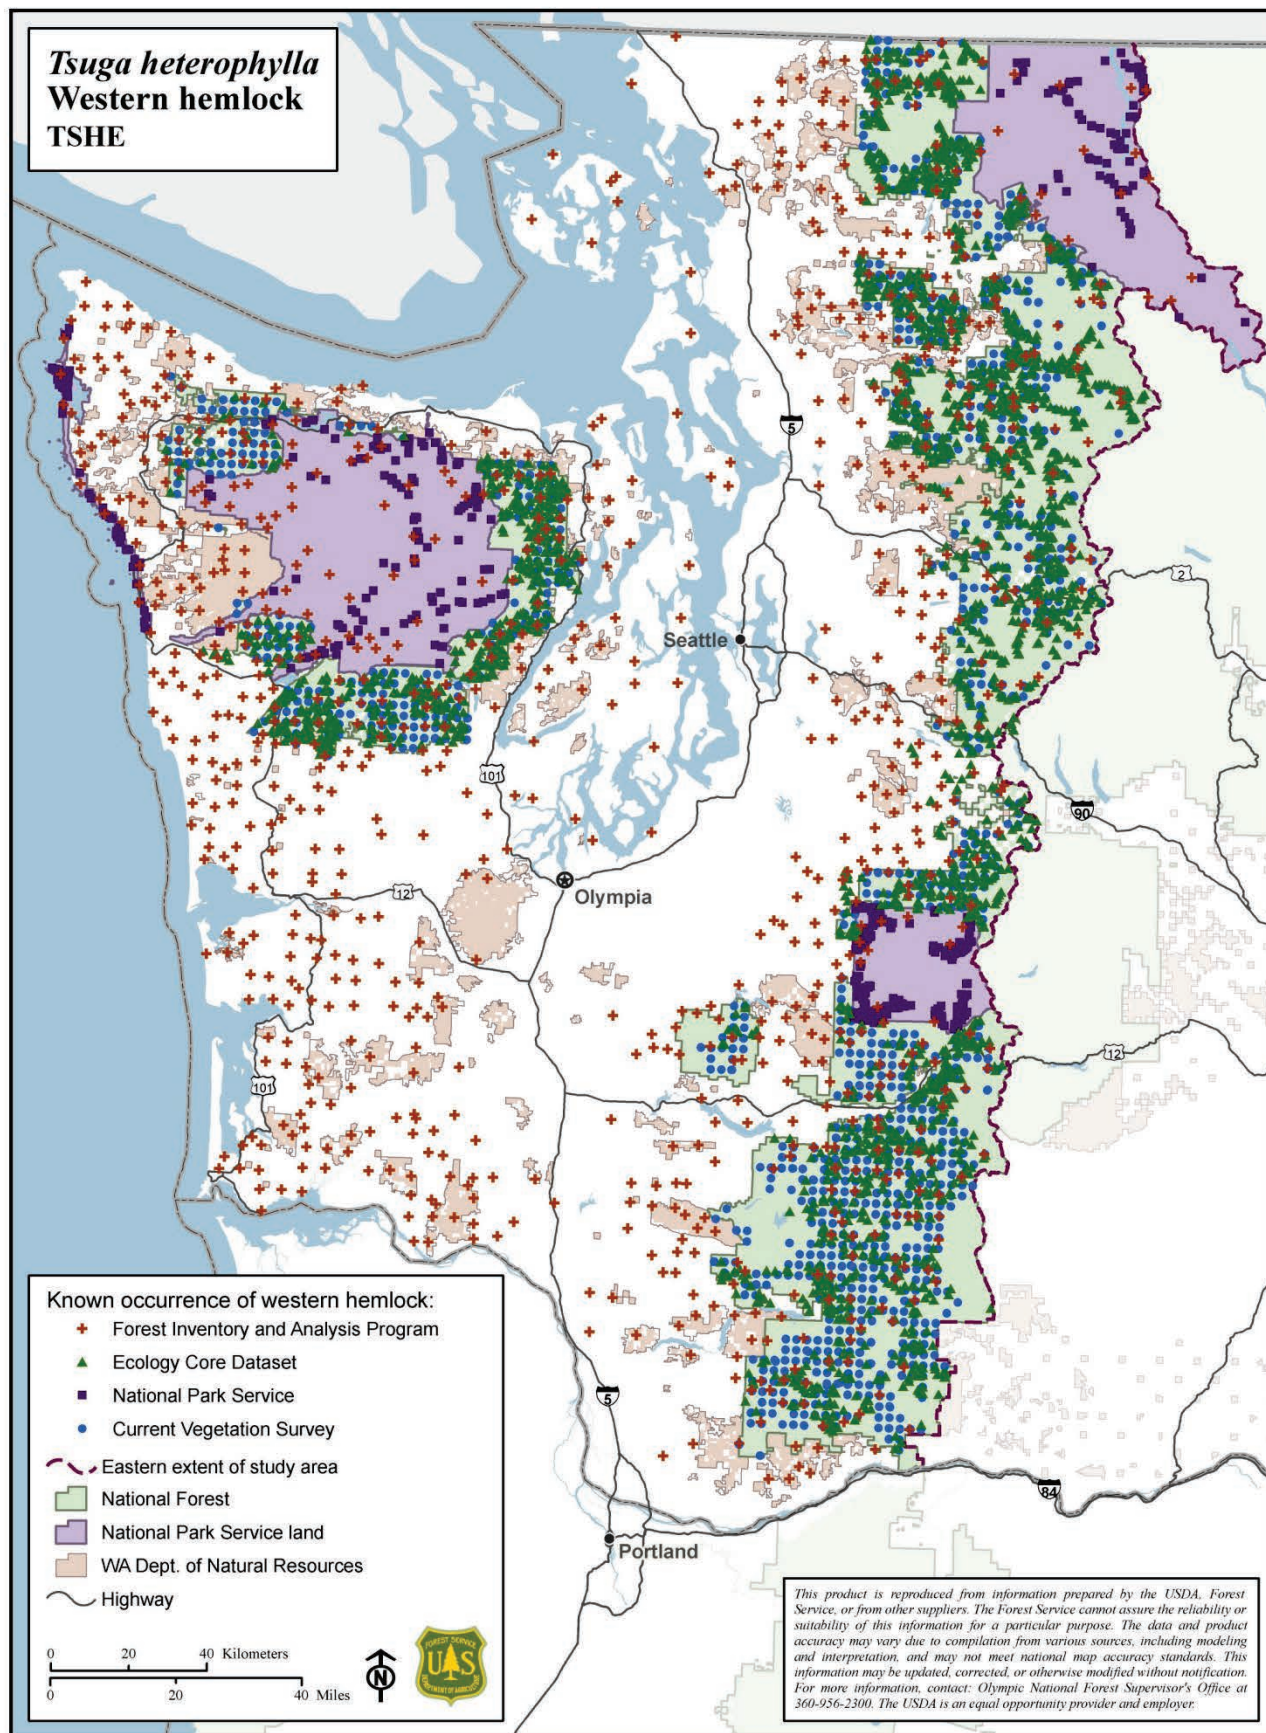 Tsuga heterophylla
Western hemlock
TSHE
5
2
Seattle
101
90
12
Olympia
12
101
Known occurrence of western hemlock:
Forest Inventory and Analysis Program
Ecology Core Dataset
National Park Service
Current Vegetation Survey
Eastern extent of study area
National Forest
National Park Service land
WA Dept. of Natural Resources
Highway
0 20 40 Kilometers
0 20 40 Miles
N
FOREST SERVICE
U S
DEPARTMENT OF AGRICULTURE
5
84
Portland
This product is reproduced from information prepared by the USDA, Forest
Service, or from other suppliers. The Forest Service cannot assure the reliability or
suitability of this information for a particular purpose. The data and product
accuracy may vary due to compilation from various sources, including modeling
and interpretation, and may not meet national map accuracy standards. This
information may be updated, corrected, or otherwise modified without notification.
For more information, contact: Olympic National Forest Supervisor's Office at
360-956-2300. The USDA is an equal opportunity provider and employer.